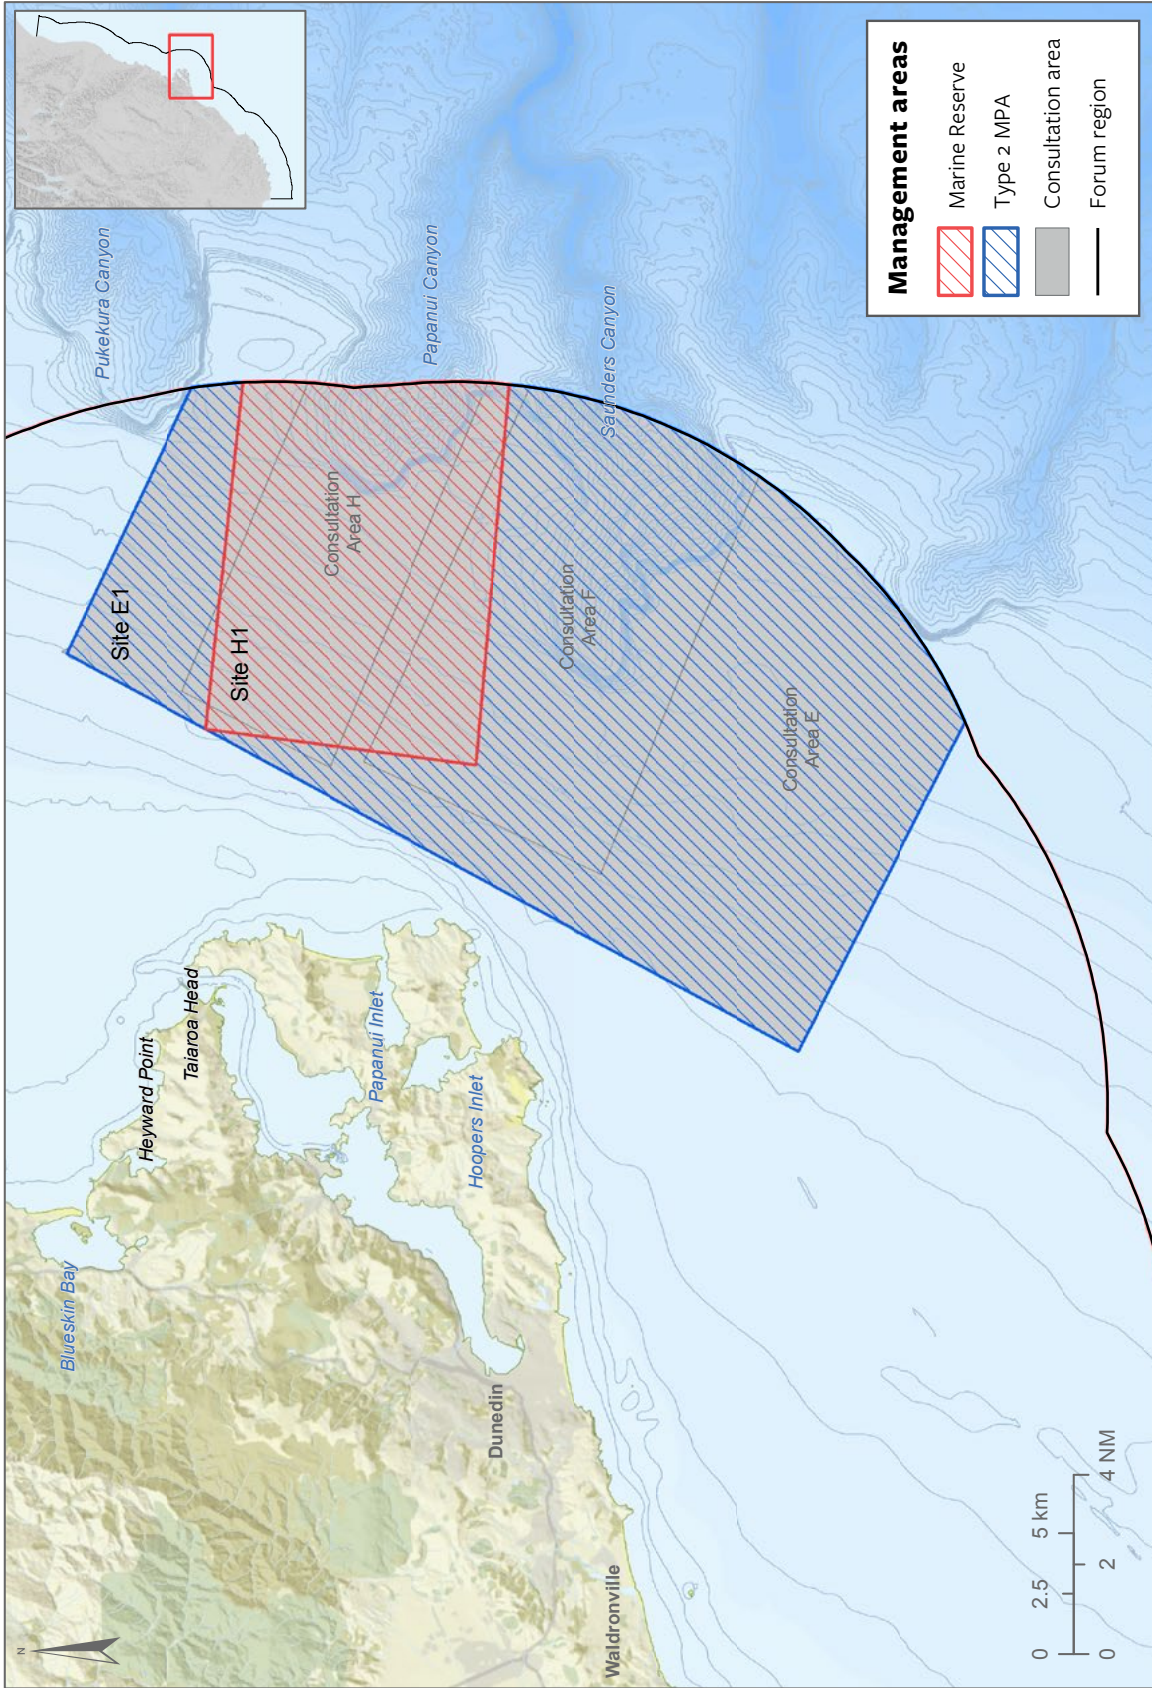 Blueskin Bay
Heyward Point
Taiaroa Head
Papanui Inlet
Hoopers Inlet
Dunedin
Waldronville
Site E1
Site H1
Consultation
Area H
Consultation
Area F
Consultation
Area E
Pukekura Canyon
Papanui Canyon
Saunders Canyon
N
0 2.5 5 km
0 2 4 NM
Management areas
Marine Reserve
Type 2 MPA
Consultation area
Forum region